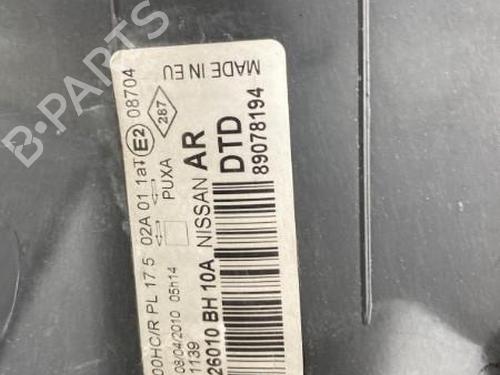 B-PARTS
00HC/R PL 17 5 02A 01 1aT E2 08704
PUXA 287
08/04/2010 05h14
1139
26010 BH 10A NISSAN AR
DTD
89078194
MADE IN EU